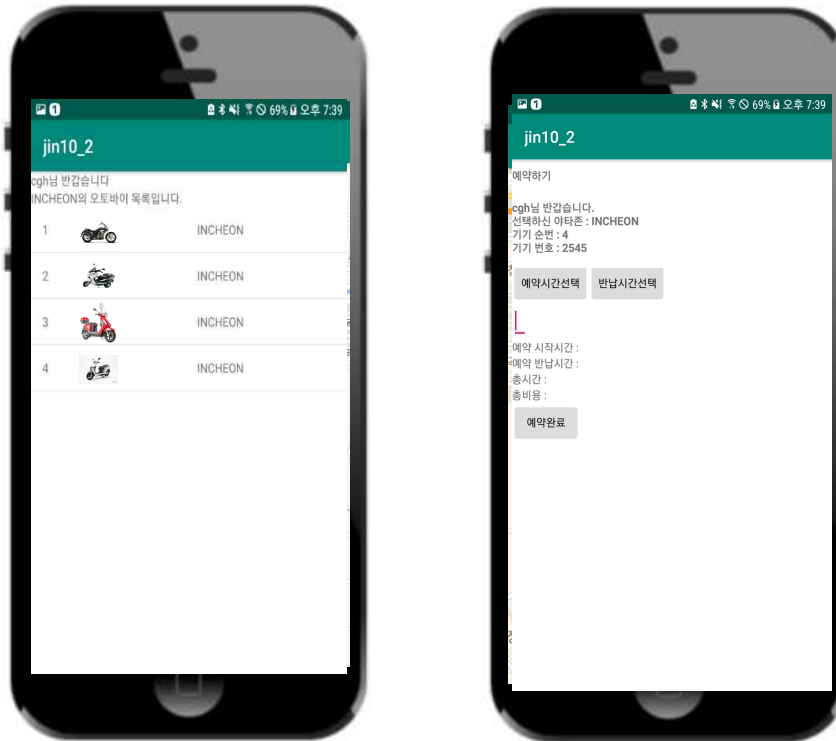 1 69% 오후 7:39
jin10_2
cgh님 반갑습니다
INCHEON의 오토바이 목록입니다.
1 INCHEON
2 INCHEON
3 INCHEON
4 INCHEON
1 69% 오후 7:39
jin10_2
예약하기
cgh님 반갑습니다.
선택하신 야타존 : INCHEON
기기 순번 : 4
기기 번호 : 2545
예약시간선택 반납시간선택
예약 시작시간 :
예약 반납시간 :
총시간 :
총비용 :
예약완료